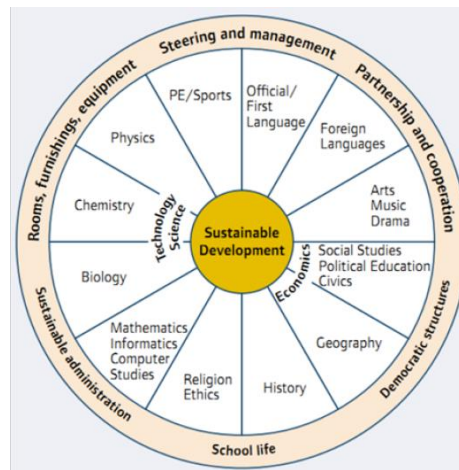 Steering and management
Partnership and cooperation
Democratic structures
School life
Sustainable administration
Rooms, furnishings, equipment
Official/
First
Language
Foreign
Languages
Arts
Music
Drama
Social Studies
Political Education
Civics
Geography
History
Religion
Ethics
Mathematics
Informatics
Computer
Studies
Biology
Chemistry
Physics
PE/Sports
Technology
Science
Economics
Sustainable
Development